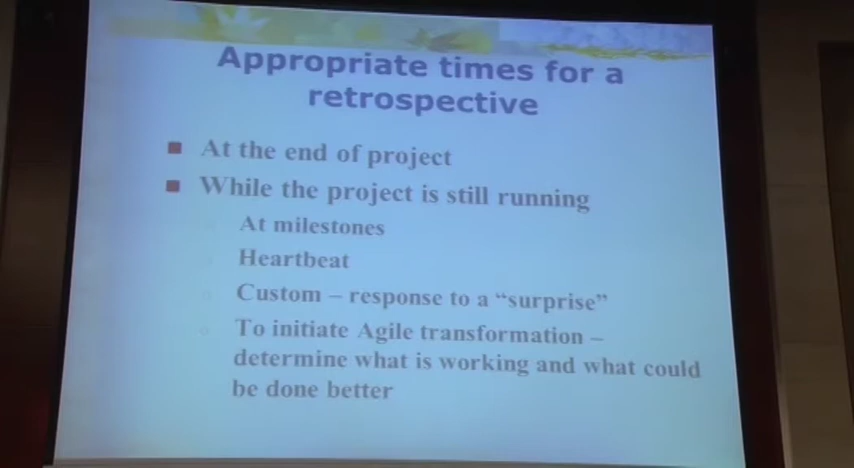 Appropriate times for a
retrospective
At the end of project
While the project is still running
At milestones
Heartbeat
Custom – response to a “surprise”
To initiate Agile transformation –
determine what is working and what could
be done better